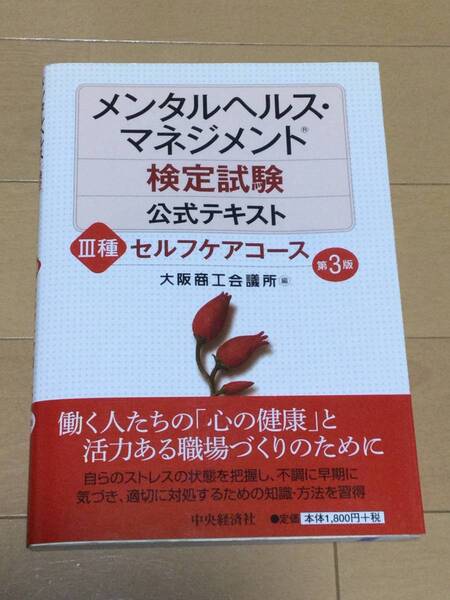 メンタルヘルス・
マネジメント®
検定試験
公式テキスト
Ⅲ種 セルフケアコース 第3版
大阪商工会議所 編
働く人たちの「心の健康」と
活力ある職場づくりのために
自らのストレスの状態を把握し、不調に早期に
気づき、適切に対処するための知識・方法を習得
中央経済社 ●定価 本体1,800円+税